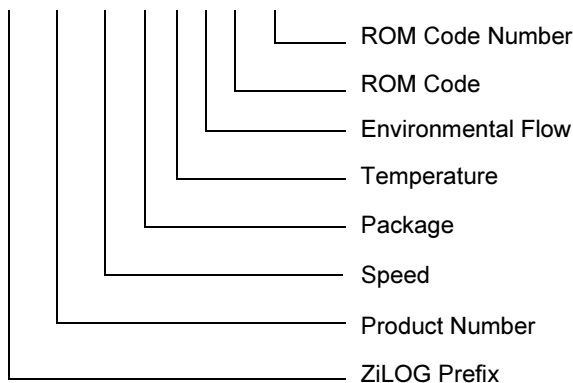 ROM Code Number
ROM Code
Environmental Flow
Temperature
Package
Speed
Product Number
ZiLOG Prefix